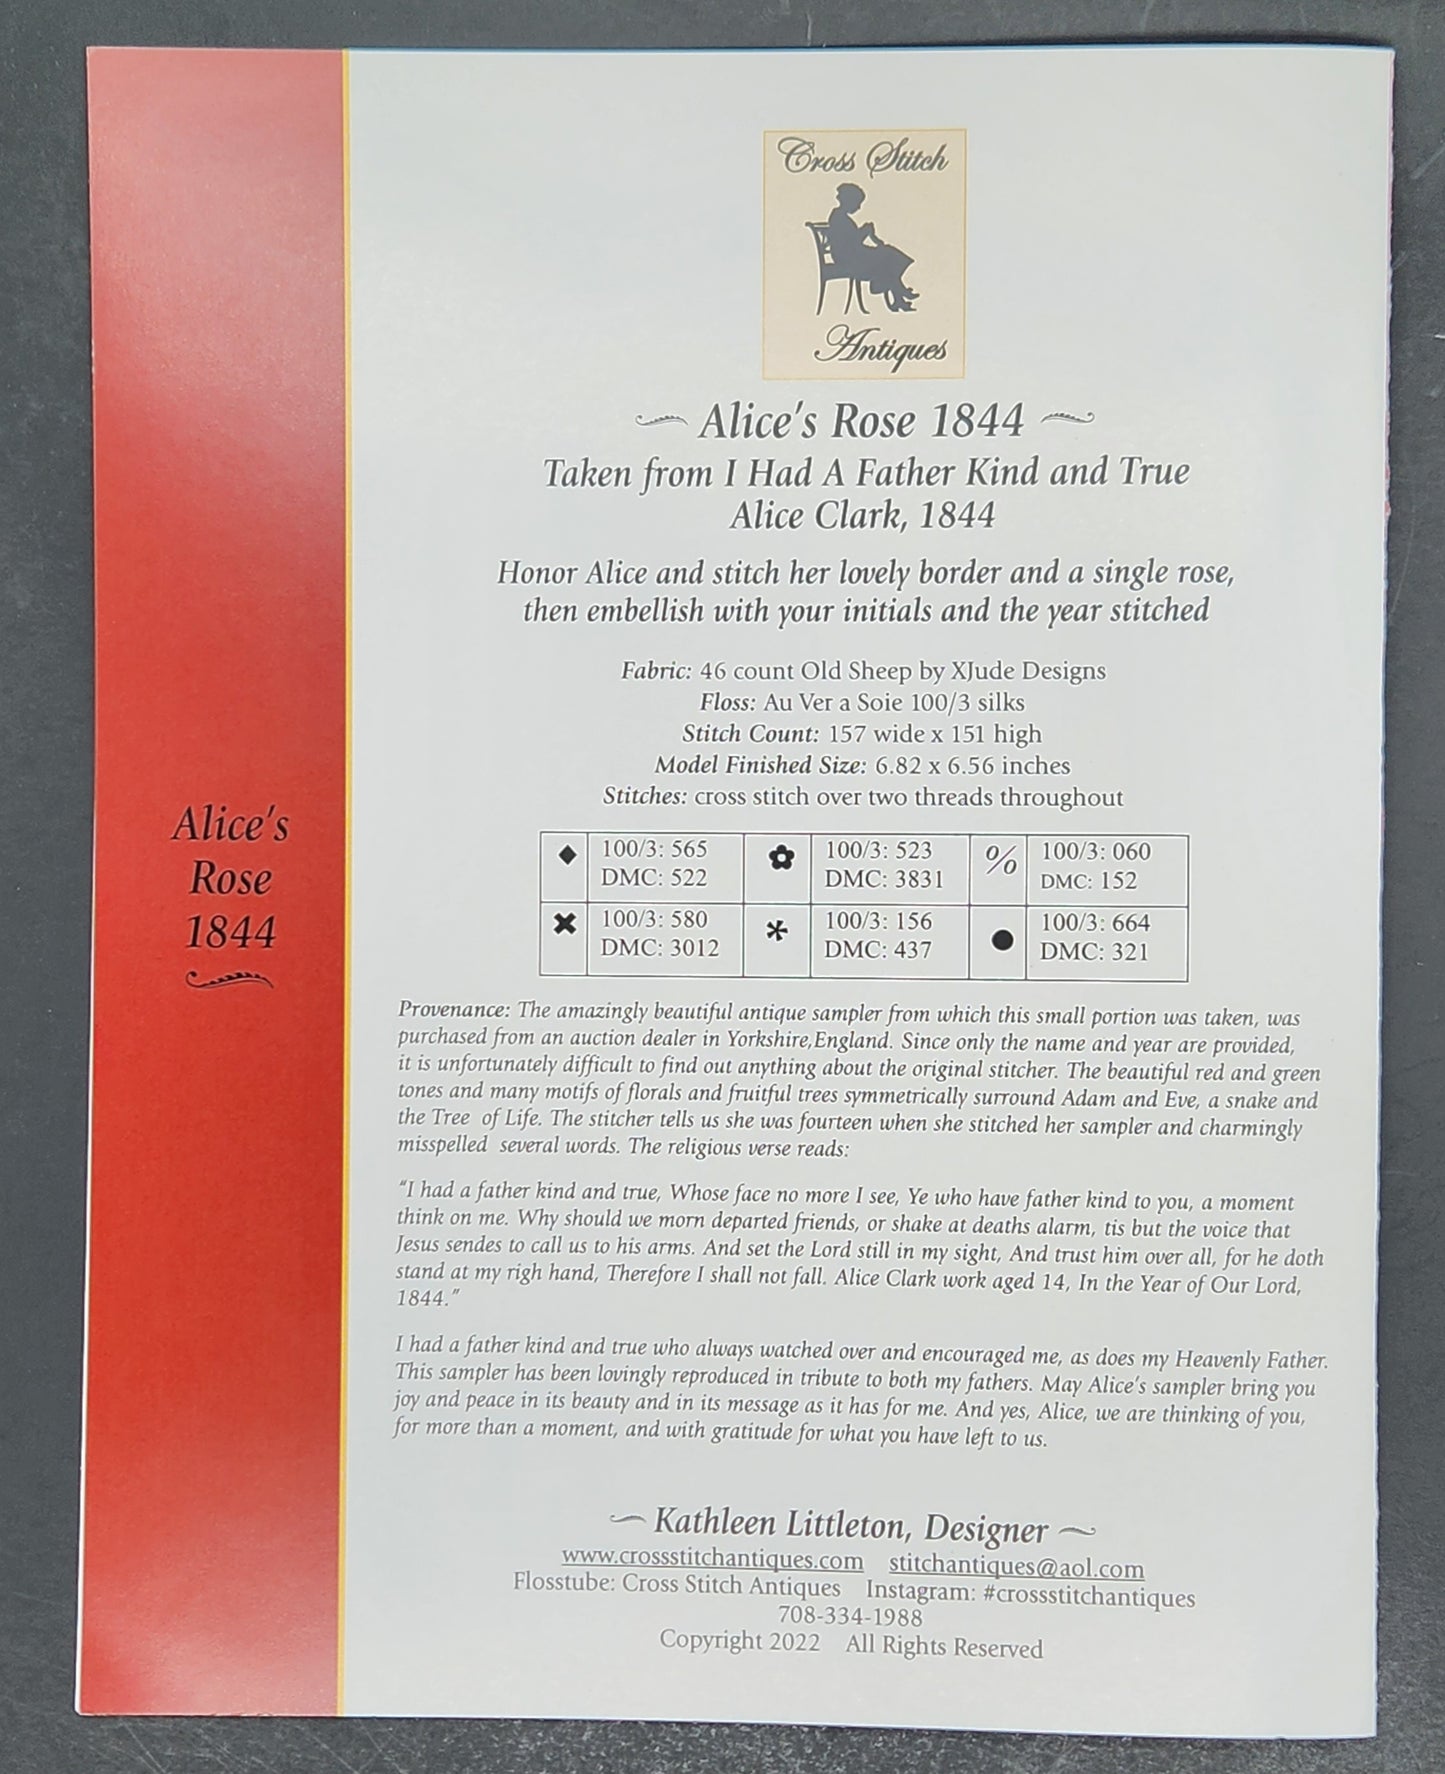 Cross Stitch
Antiques
Alice's Rose 1844
Taken from I Had A Father Kind and True
Alice Clark, 1844
Honor Alice and stitch her lovely border and a single rose,
then embellish with your initials and the year stitched
Fabric: 46 count Old Sheep by XJude Designs
Floss: Au Ver a Soie 100/3 silks
Stitch Count: 157 wide x 151 high
Model Finished Size: 6.82 x 6.56 inches
Stitches: cross stitch over two threads throughout
◆ 100/3: 565 ✿ 100/3: 523 % 100/3: 060
DMC: 522 DMC: 3831 DMC: 152
✖ 100/3: 580 * 100/3: 156 ● 100/3: 664
DMC: 3012 DMC: 437 DMC: 321
Provenance: The amazingly beautiful antique sampler from which this small portion was taken, was
purchased from an auction dealer in Yorkshire,England. Since only the name and year are provided,
it is unfortunately difficult to find out anything about the original stitcher. The beautiful red and green
tones and many motifs of florals and fruitful trees symmetrically surround Adam and Eve, a snake and
the Tree of Life. The stitcher tells us she was fourteen when she stitched her sampler and charmingly
misspelled several words. The religious verse reads:
"I had a father kind and true, Whose face no more I see, Ye who have father kind to you, a moment
think on me. Why should we morn departed friends, or shake at deaths alarm, tis but the voice that
Jesus sendes to call us to his arms. And set the Lord still in my sight, And trust him over all, for he doth
stand at my righ hand, Therefore I shall not fall. Alice Clark work aged 14, In the Year of Our Lord,
1844."
I had a father kind and true who always watched over and encouraged me, as does my Heavenly Father.
This sampler has been lovingly reproduced in tribute to both my fathers. May Alice's sampler bring you
joy and peace in its beauty and in its message as it has for me. And yes, Alice, we are thinking of you,
for more than a moment, and with gratitude for what you have left to us.
Kathleen Littleton, Designer
www.crossstitchantiques.com stitchantiques@aol.com
Flosstube: Cross Stitch Antiques Instagram: #crossstitchantiques
708-334-1988
Copyright 2022 All Rights Reserved
Alice's
Rose
1844